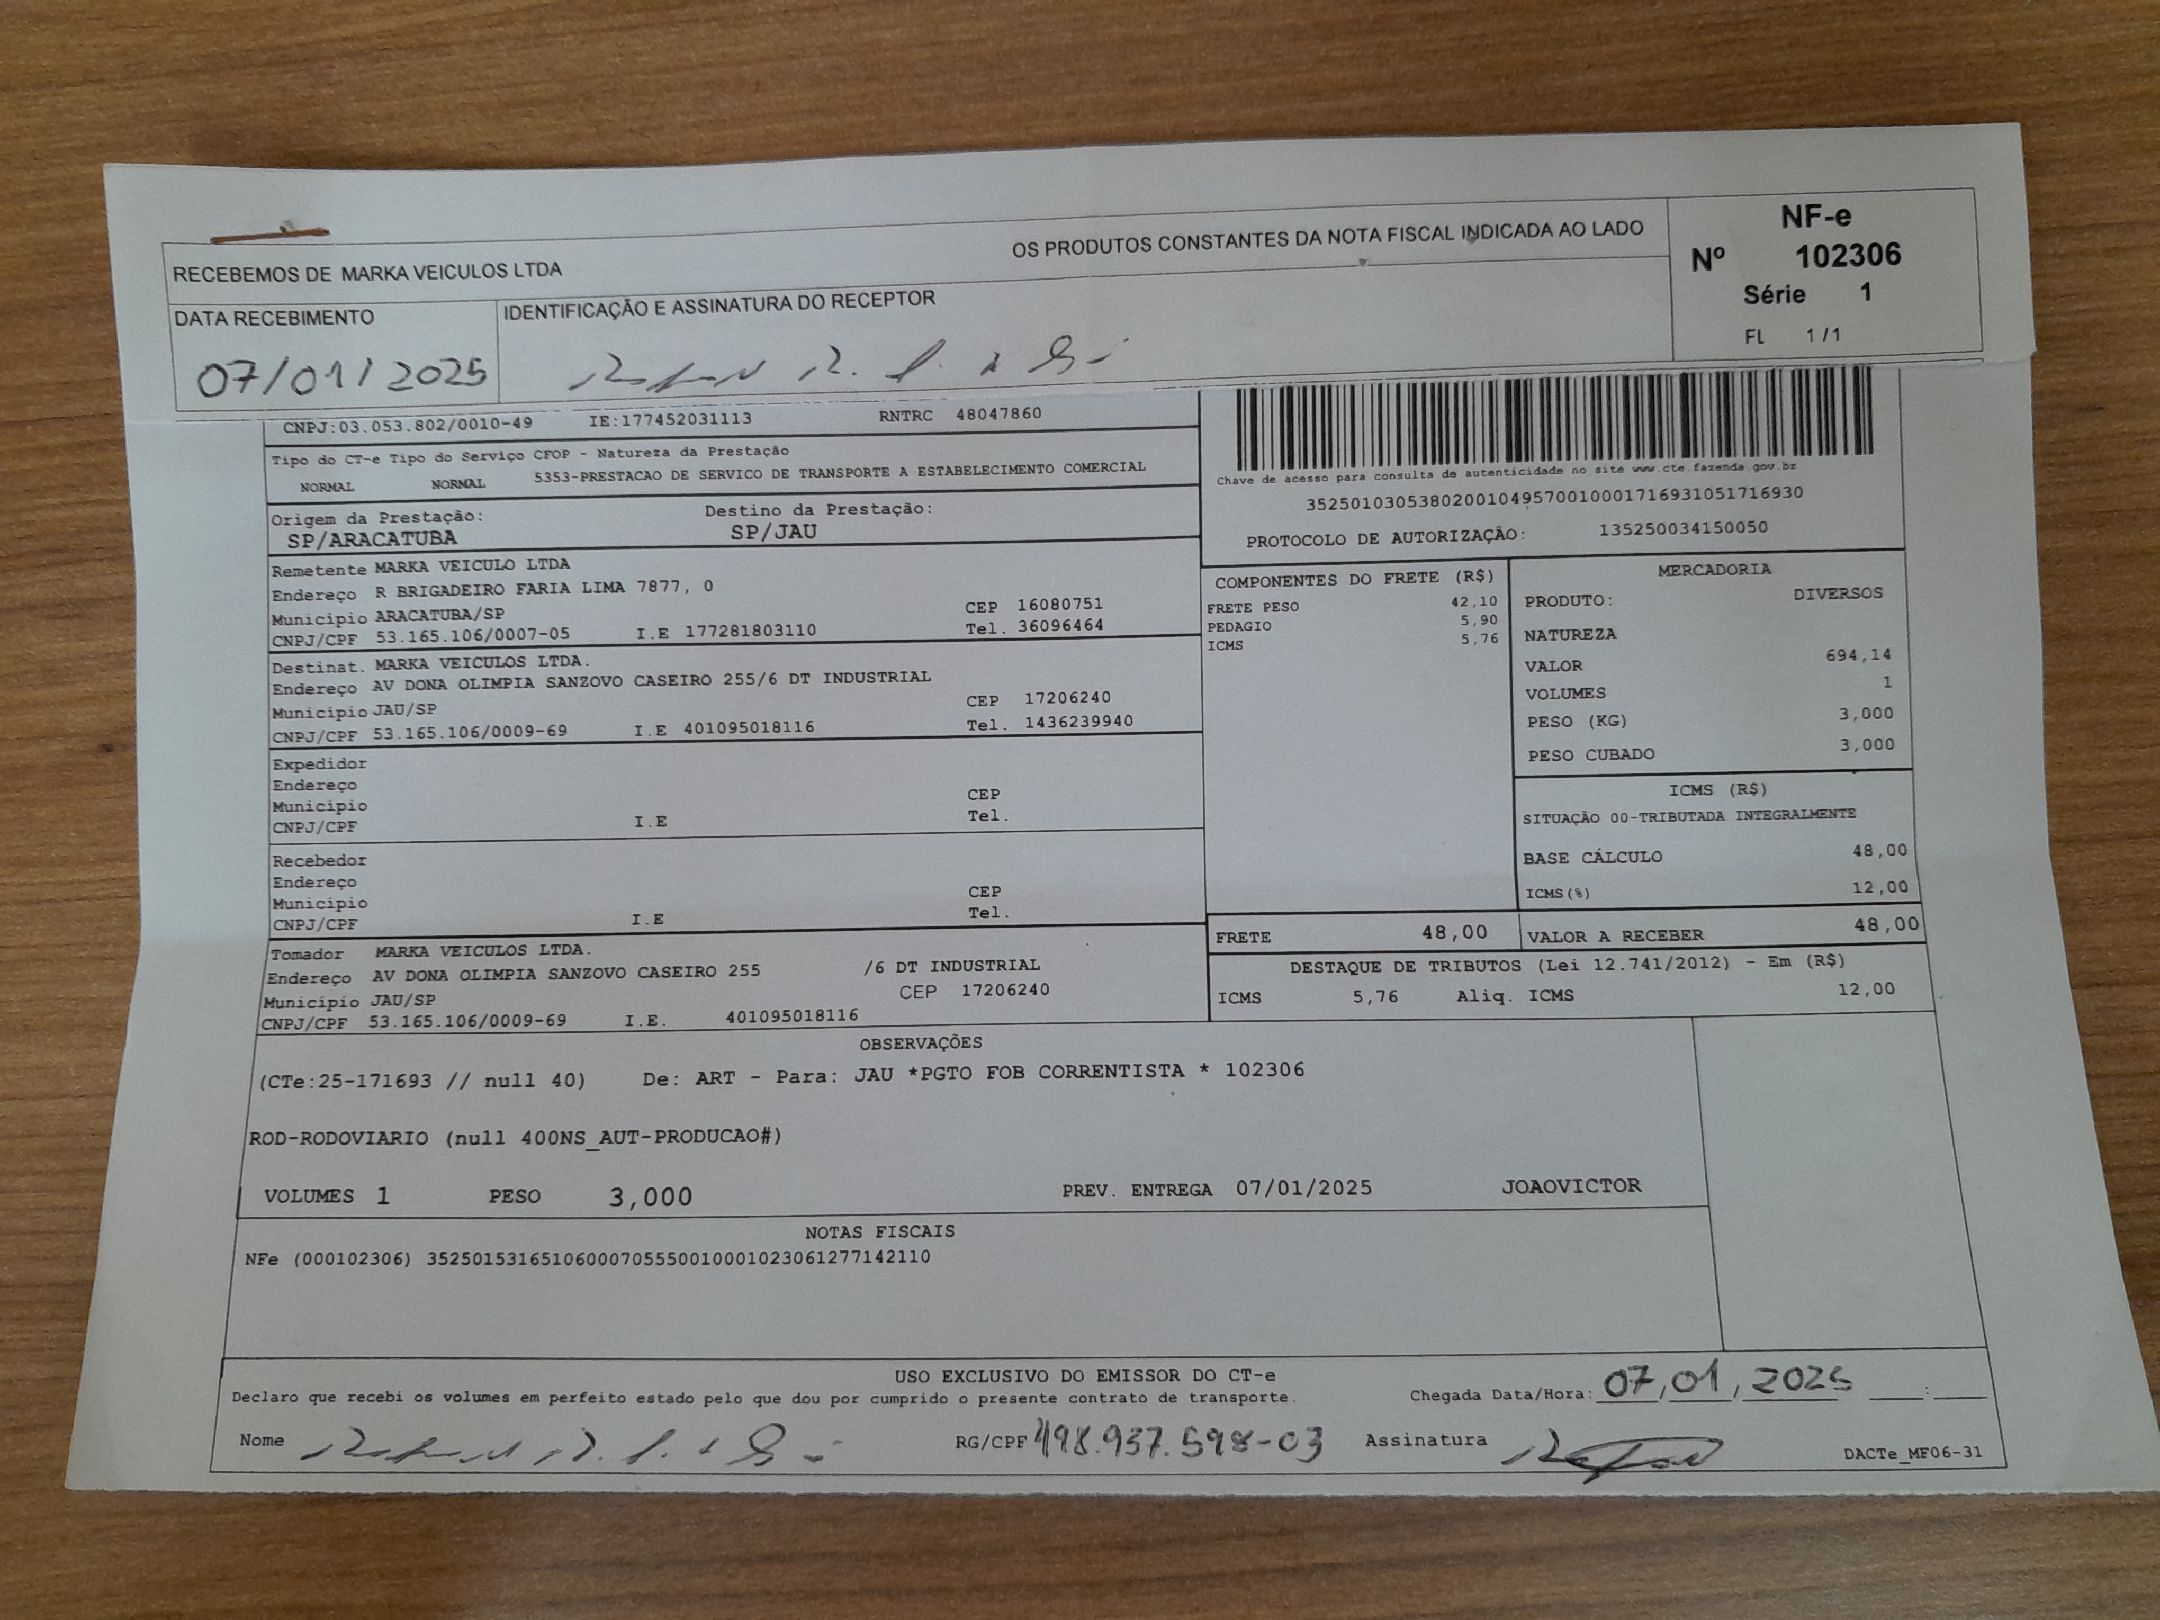 RECEBEMOS DE MARKA VEICULOS LTDA OS PRODUTOS CONSTANTES DA NOTA FISCAL INDICADA AO LADO
NF-e
Nº 102306
Série 1
FL 1/1
DATA RECEBIMENTO
07/01/2025
IDENTIFICAÇÃO E ASSINATURA DO RECEPTOR
CNPJ:03.053.802/0010-49 IE:177452031113 RNTRC 48047860
Tipo do CT-e Tipo do Serviço CFOP - Natureza da Prestação
NORMAL NORMAL 5353-PRESTACAO DE SERVICO DE TRANSPORTE A ESTABELECIMENTO COMERCIAL
Chave de acesso para consulta de autenticidade no site www.cte.fazenda.gov.br
35250103053802001049570010001716931051716930
PROTOCOLO DE AUTORIZAÇÃO: 135250034150050
Origem da Prestação: Destino da Prestação:
SP/ARACATUBA SP/JAU
Remetente MARKA VEICULO LTDA
Endereço R BRIGADEIRO FARIA LIMA 7877, 0
Município ARACATUBA/SP CEP 16080751
CNPJ/CPF 53.165.106/0007-05 I.E 177281803110 Tel. 36096464
Destinat. MARKA VEICULOS LTDA.
Endereço AV DONA OLIMPIA SANZOVO CASEIRO 255/6 DT INDUSTRIAL
Município JAU/SP CEP 17206240
CNPJ/CPF 53.165.106/0009-69 I.E 401095018116 Tel. 1436239940
Expedidor
Endereço
Município CEP
CNPJ/CPF I.E Tel.
Recebedor
Endereço
Município CEP
CNPJ/CPF I.E Tel.
Tomador MARKA VEICULOS LTDA.
Endereço AV DONA OLIMPIA SANZOVO CASEIRO 255 /6 DT INDUSTRIAL
Município JAU/SP CEP 17206240
CNPJ/CPF 53.165.106/0009-69 I.E. 401095018116
COMPONENTES DO FRETE (R$)
FRETE PESO 42,10
PEDAGIO 5,90
ICMS 5,76
MERCADORIA
PRODUTO: DIVERSOS
NATUREZA
VALOR 694,14
VOLUMES 1
PESO (KG) 3,000
PESO CUBADO 3,000
ICMS (R$)
SITUAÇÃO 00-TRIBUTADA INTEGRALMENTE
BASE CÁLCULO 48,00
ICMS(%) 12,00
FRETE 48,00 VALOR A RECEBER 48,00
DESTAQUE DE TRIBUTOS (Lei 12.741/2012) - Em (R$)
ICMS 5,76 Aliq. ICMS 12,00
OBSERVAÇÕES
(CTe:25-171693 // null 40) De: ART - Para: JAU *PGTO FOB CORRENTISTA * 102306
ROD-RODOVIARIO (null 400NS_AUT-PRODUCAO#)
VOLUMES 1 PESO 3,000 PREV. ENTREGA 07/01/2025 JOAOVICTOR
NOTAS FISCAIS
NFe (000102306) 35250153165106000705550010001023061277142110
USO EXCLUSIVO DO EMISSOR DO CT-e
Declaro que recebi os volumes em perfeito estado pelo que dou por cumprido o presente contrato de transporte. Chegada Data/Hora: 07,01,2025 :
Nome RG/CPF 498.937.598-03 Assinatura
DACTe_MF06-31